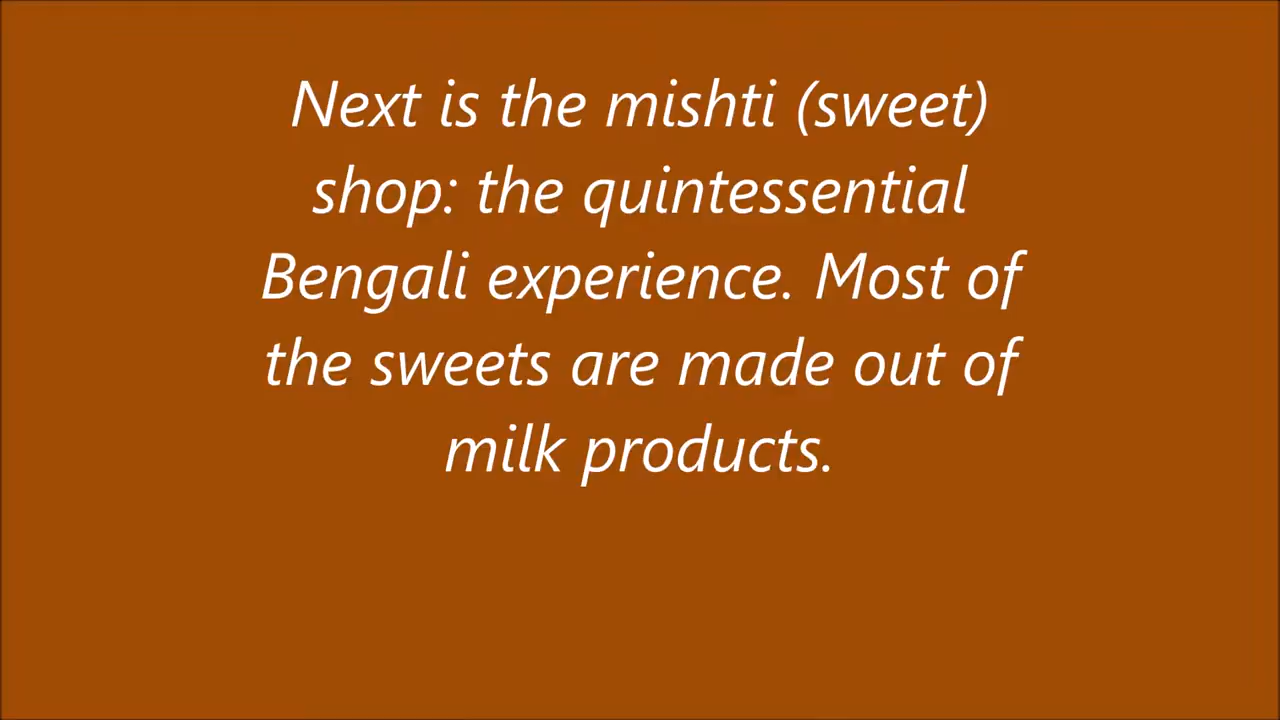 Next is the mishti (sweet)
shop: the quintessential
Bengali experience. Most of
the sweets are made out of
milk products.